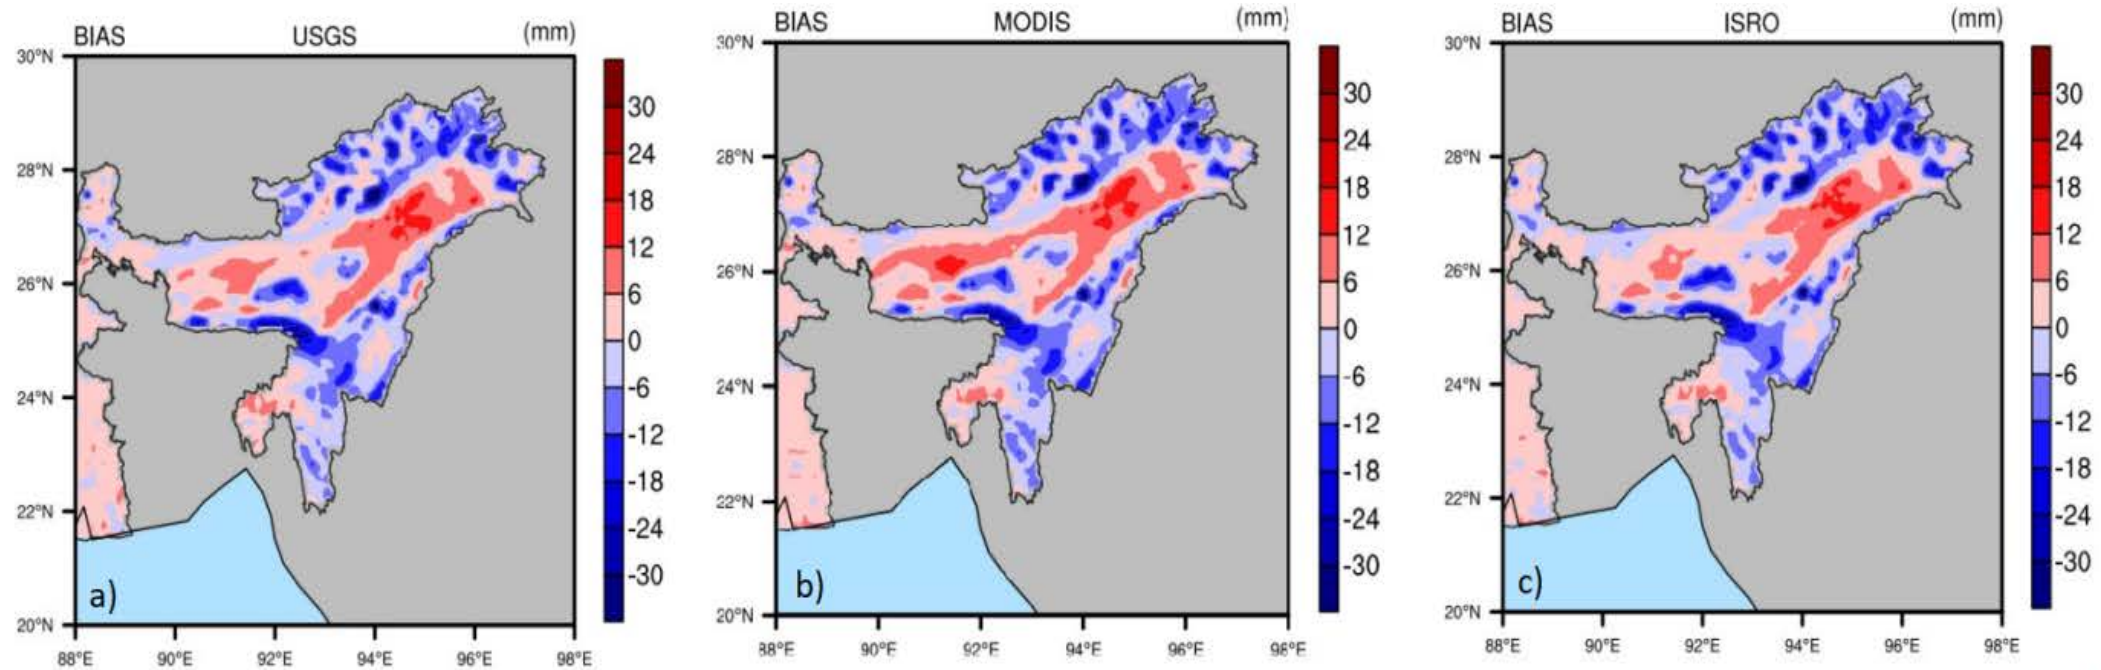 BIAS USGS (mm)
30°N
28°N
26°N
24°N
22°N
20°N
88°E 90°E 92°E 94°E 96°E 98°E
30
24
18
12
6
0
-6
-12
-18
-24
-30
a)
BIAS MODIS (mm)
30°N
28°N
26°N
24°N
22°N
20°N
88°E 90°E 92°E 94°E 96°E 98°E
30
24
18
12
6
0
-6
-12
-18
-24
-30
b)
BIAS ISRO (mm)
30°N
28°N
26°N
24°N
22°N
20°N
88°E 90°E 92°E 94°E 96°E 98°E
30
24
18
12
6
0
-6
-12
-18
-24
-30
c)